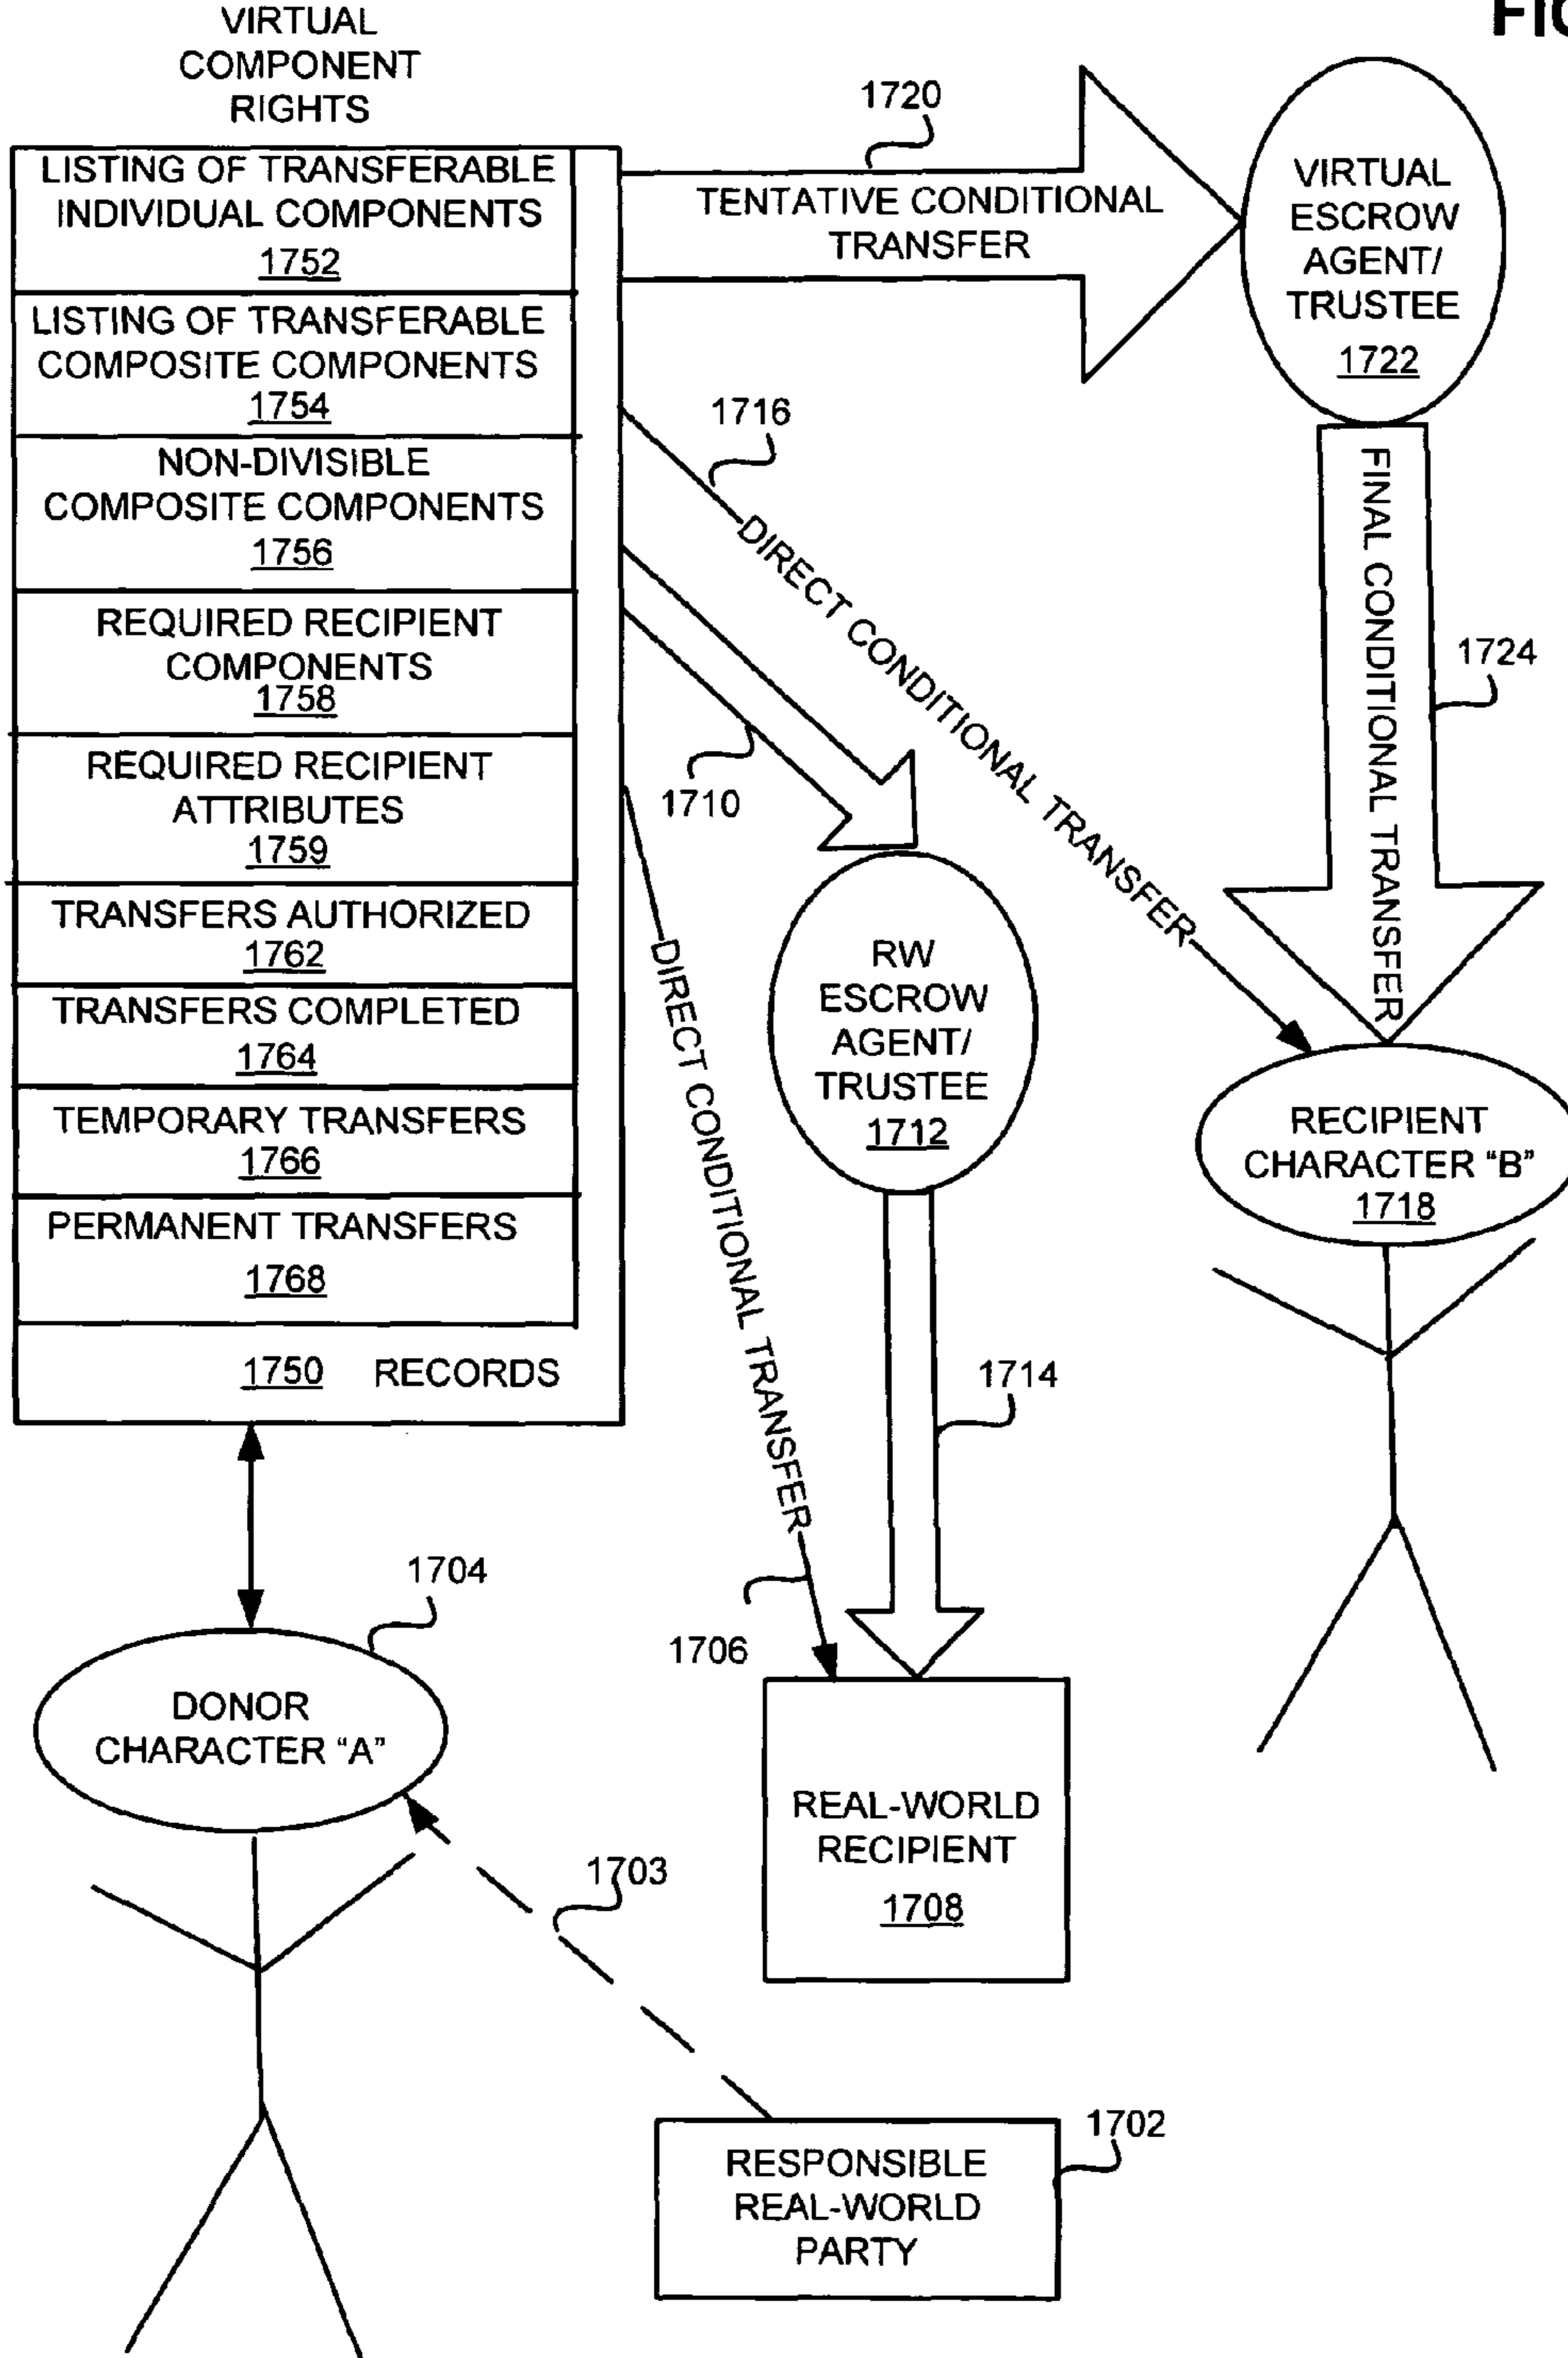 FIG
VIRTUAL
COMPONENT
RIGHTS
LISTING OF TRANSFERABLE
INDIVIDUAL COMPONENTS
1752
LISTING OF TRANSFERABLE
COMPOSITE COMPONENTS
1754
NON-DIVISIBLE
COMPOSITE COMPONENTS
1756
REQUIRED RECIPIENT
COMPONENTS
1758
REQUIRED RECIPIENT
ATTRIBUTES
1759
TRANSFERS AUTHORIZED
1762
TRANSFERS COMPLETED
1764
TEMPORARY TRANSFERS
1766
PERMANENT TRANSFERS
1768
1750 RECORDS
1720
TENTATIVE CONDITIONAL
TRANSFER
VIRTUAL
ESCROW
AGENT/
TRUSTEE
1722
1716
DIRECT CONDITIONAL TRANSFER
FINAL CONDITIONAL TRANSFER
1724
1710
DIRECT CONDITIONAL TRANSFER
RW
ESCROW
AGENT/
TRUSTEE
1712
RECIPIENT
CHARACTER “B”
1718
1714
1706
1704
DONOR
CHARACTER “A”
REAL-WORLD
RECIPIENT
1708
1703
1702
RESPONSIBLE
REAL-WORLD
PARTY